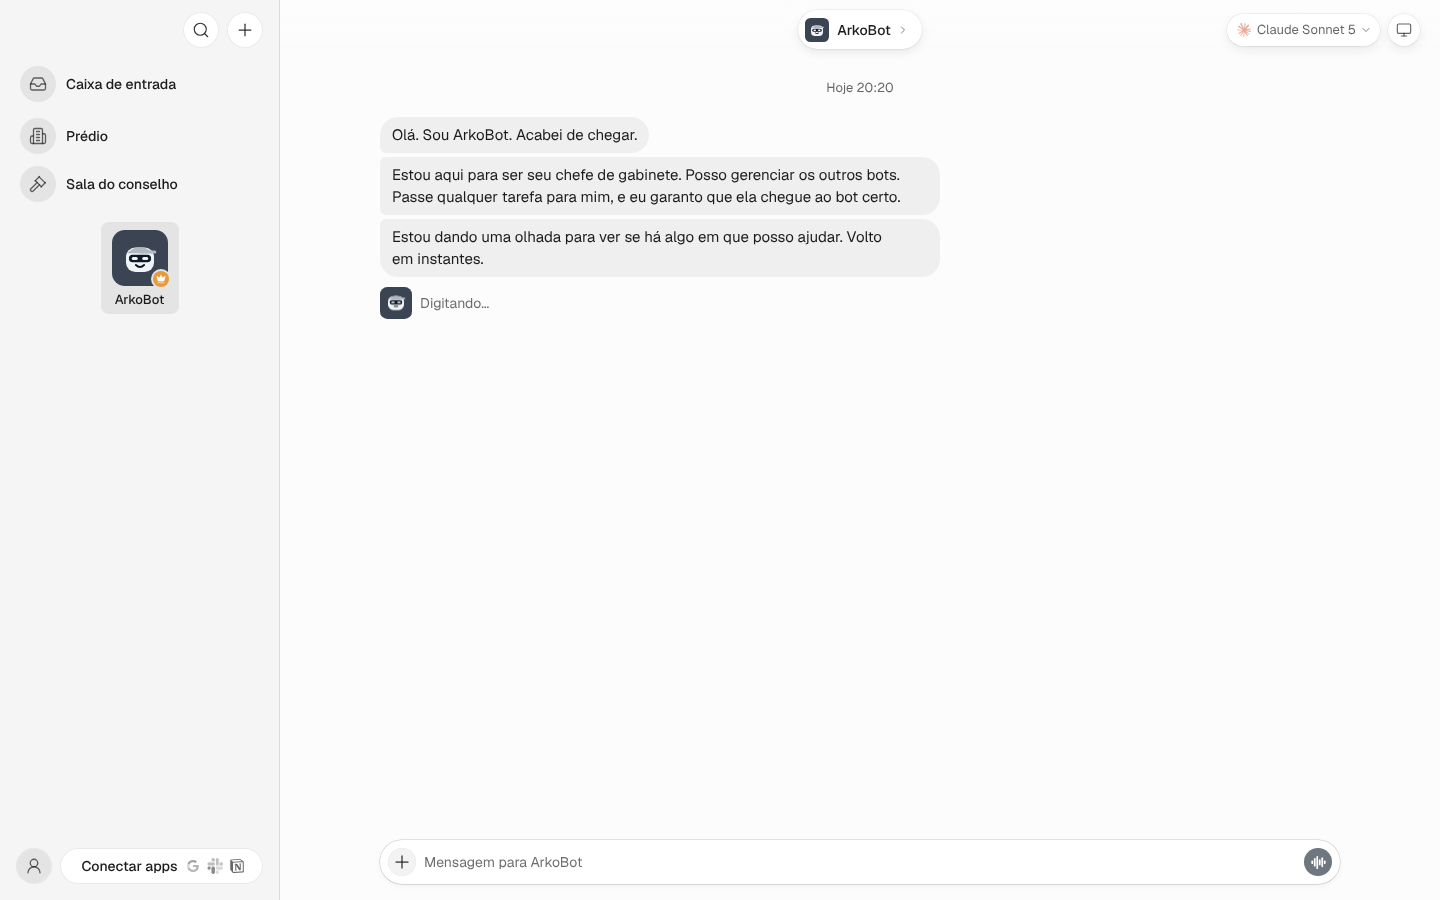 ArkoBot
Claude Sonnet 5
Caixa de entrada
Prédio
Sala do conselho
ArkoBot
Hoje 20:20
Olá. Sou ArkoBot. Acabei de chegar.
Estou aqui para ser seu chefe de gabinete. Posso gerenciar os outros bots.
Passe qualquer tarefa para mim, e eu garanto que ela chegue ao bot certo.
Estou dando uma olhada para ver se há algo em que posso ajudar. Volto
em instantes.
Digitando...
Conectar apps
Mensagem para ArkoBot